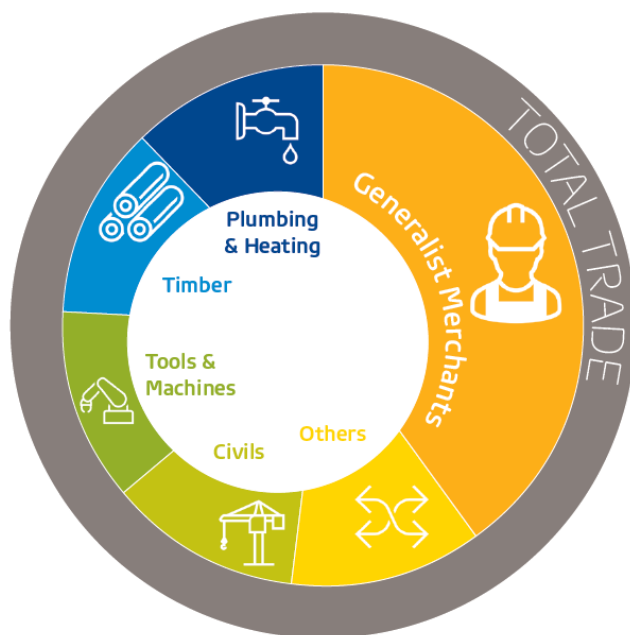 TOTAL TRADE
Generalist Merchants
Plumbing
& Heating
Timber
Tools &
Machines
Civils
Others